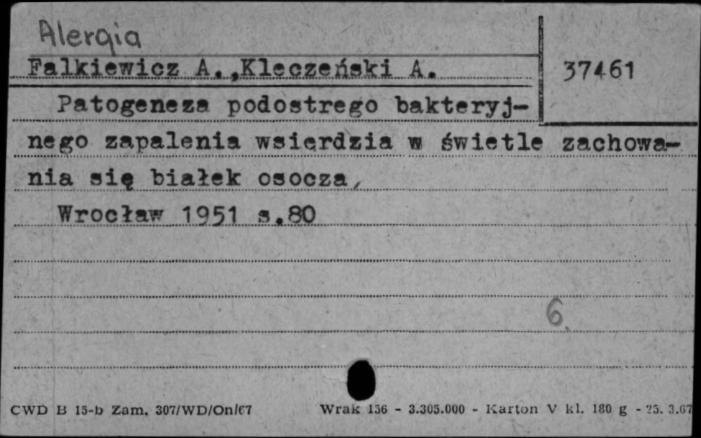 Alergia
Falkiewicz A.,Kleczeński A.
37461
Patogeneza podostrego bakteryj-
nego zapalenia wsierdzia w świetle zachowa-
nia się białek osocza,
Wrocław 1951 s.80
6.
CWD B 15-b Zam. 307/WD/On/67
Wrak 136 - 3.305.000 - Karton V kl. 180 g - 25. 3.67